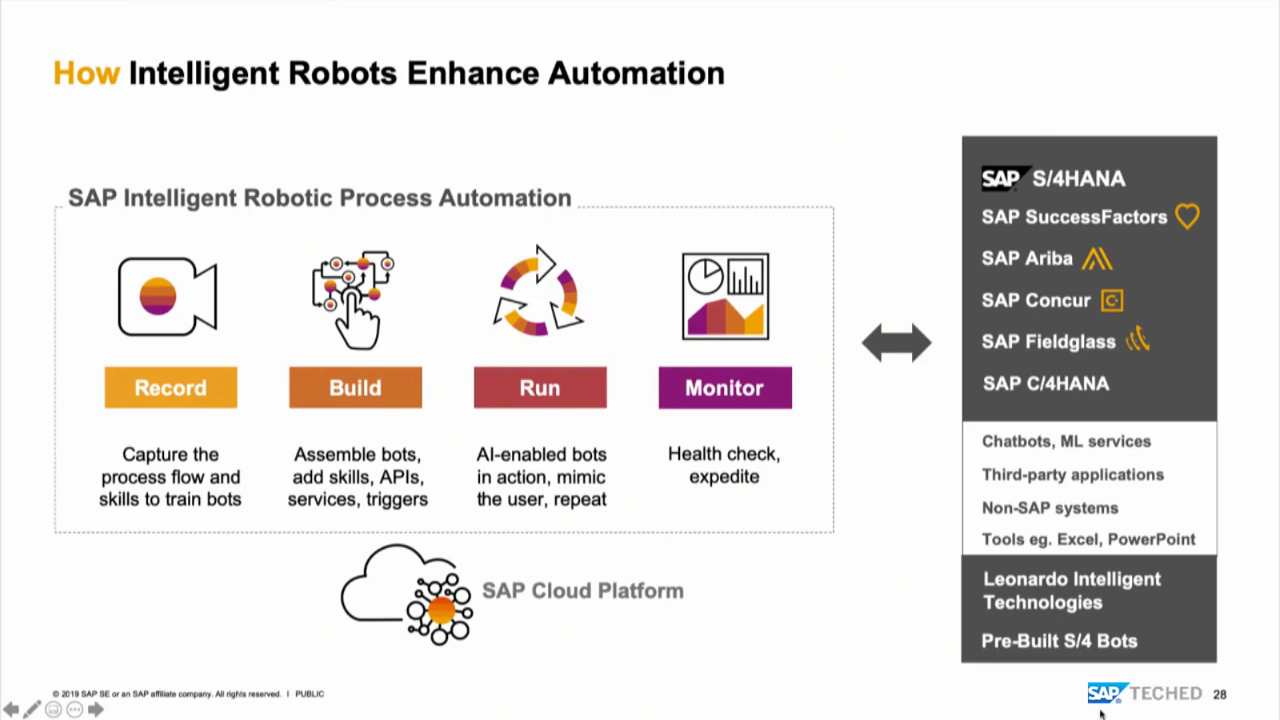 How Intelligent Robots Enhance Automation
SAP Intelligent Robotic Process Automation
Record
Capture the
process flow and
skills to train bots
Build
Assemble bots,
add skills, APIs,
services, triggers
Run
AI-enabled bots
in action, mimic
the user, repeat
Monitor
Health check,
expedite
SAP Cloud Platform
SAP S/4HANA
SAP SuccessFactors
SAP Ariba
SAP Concur
SAP Fieldglass
SAP C/4HANA
Chatbots, ML services
Third-party applications
Non-SAP systems
Tools eg. Excel, PowerPoint
Leonardo Intelligent
Technologies
Pre-Built S/4 Bots
© 2019 SAP SE or an SAP affiliate company. All rights reserved. I PUBLIC
SAP TECHED 28